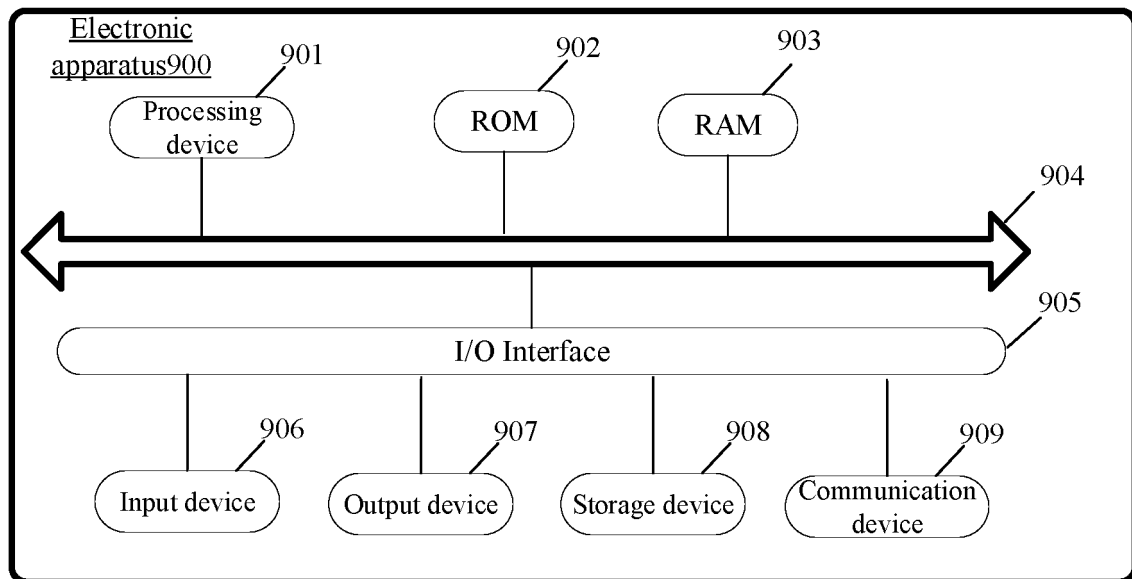 Electronic
apparatus900
901
902
903
Processing
device
ROM
RAM
904
905
I/O Interface
906
907
908
909
Input device
Output device
Storage device
Communication
device